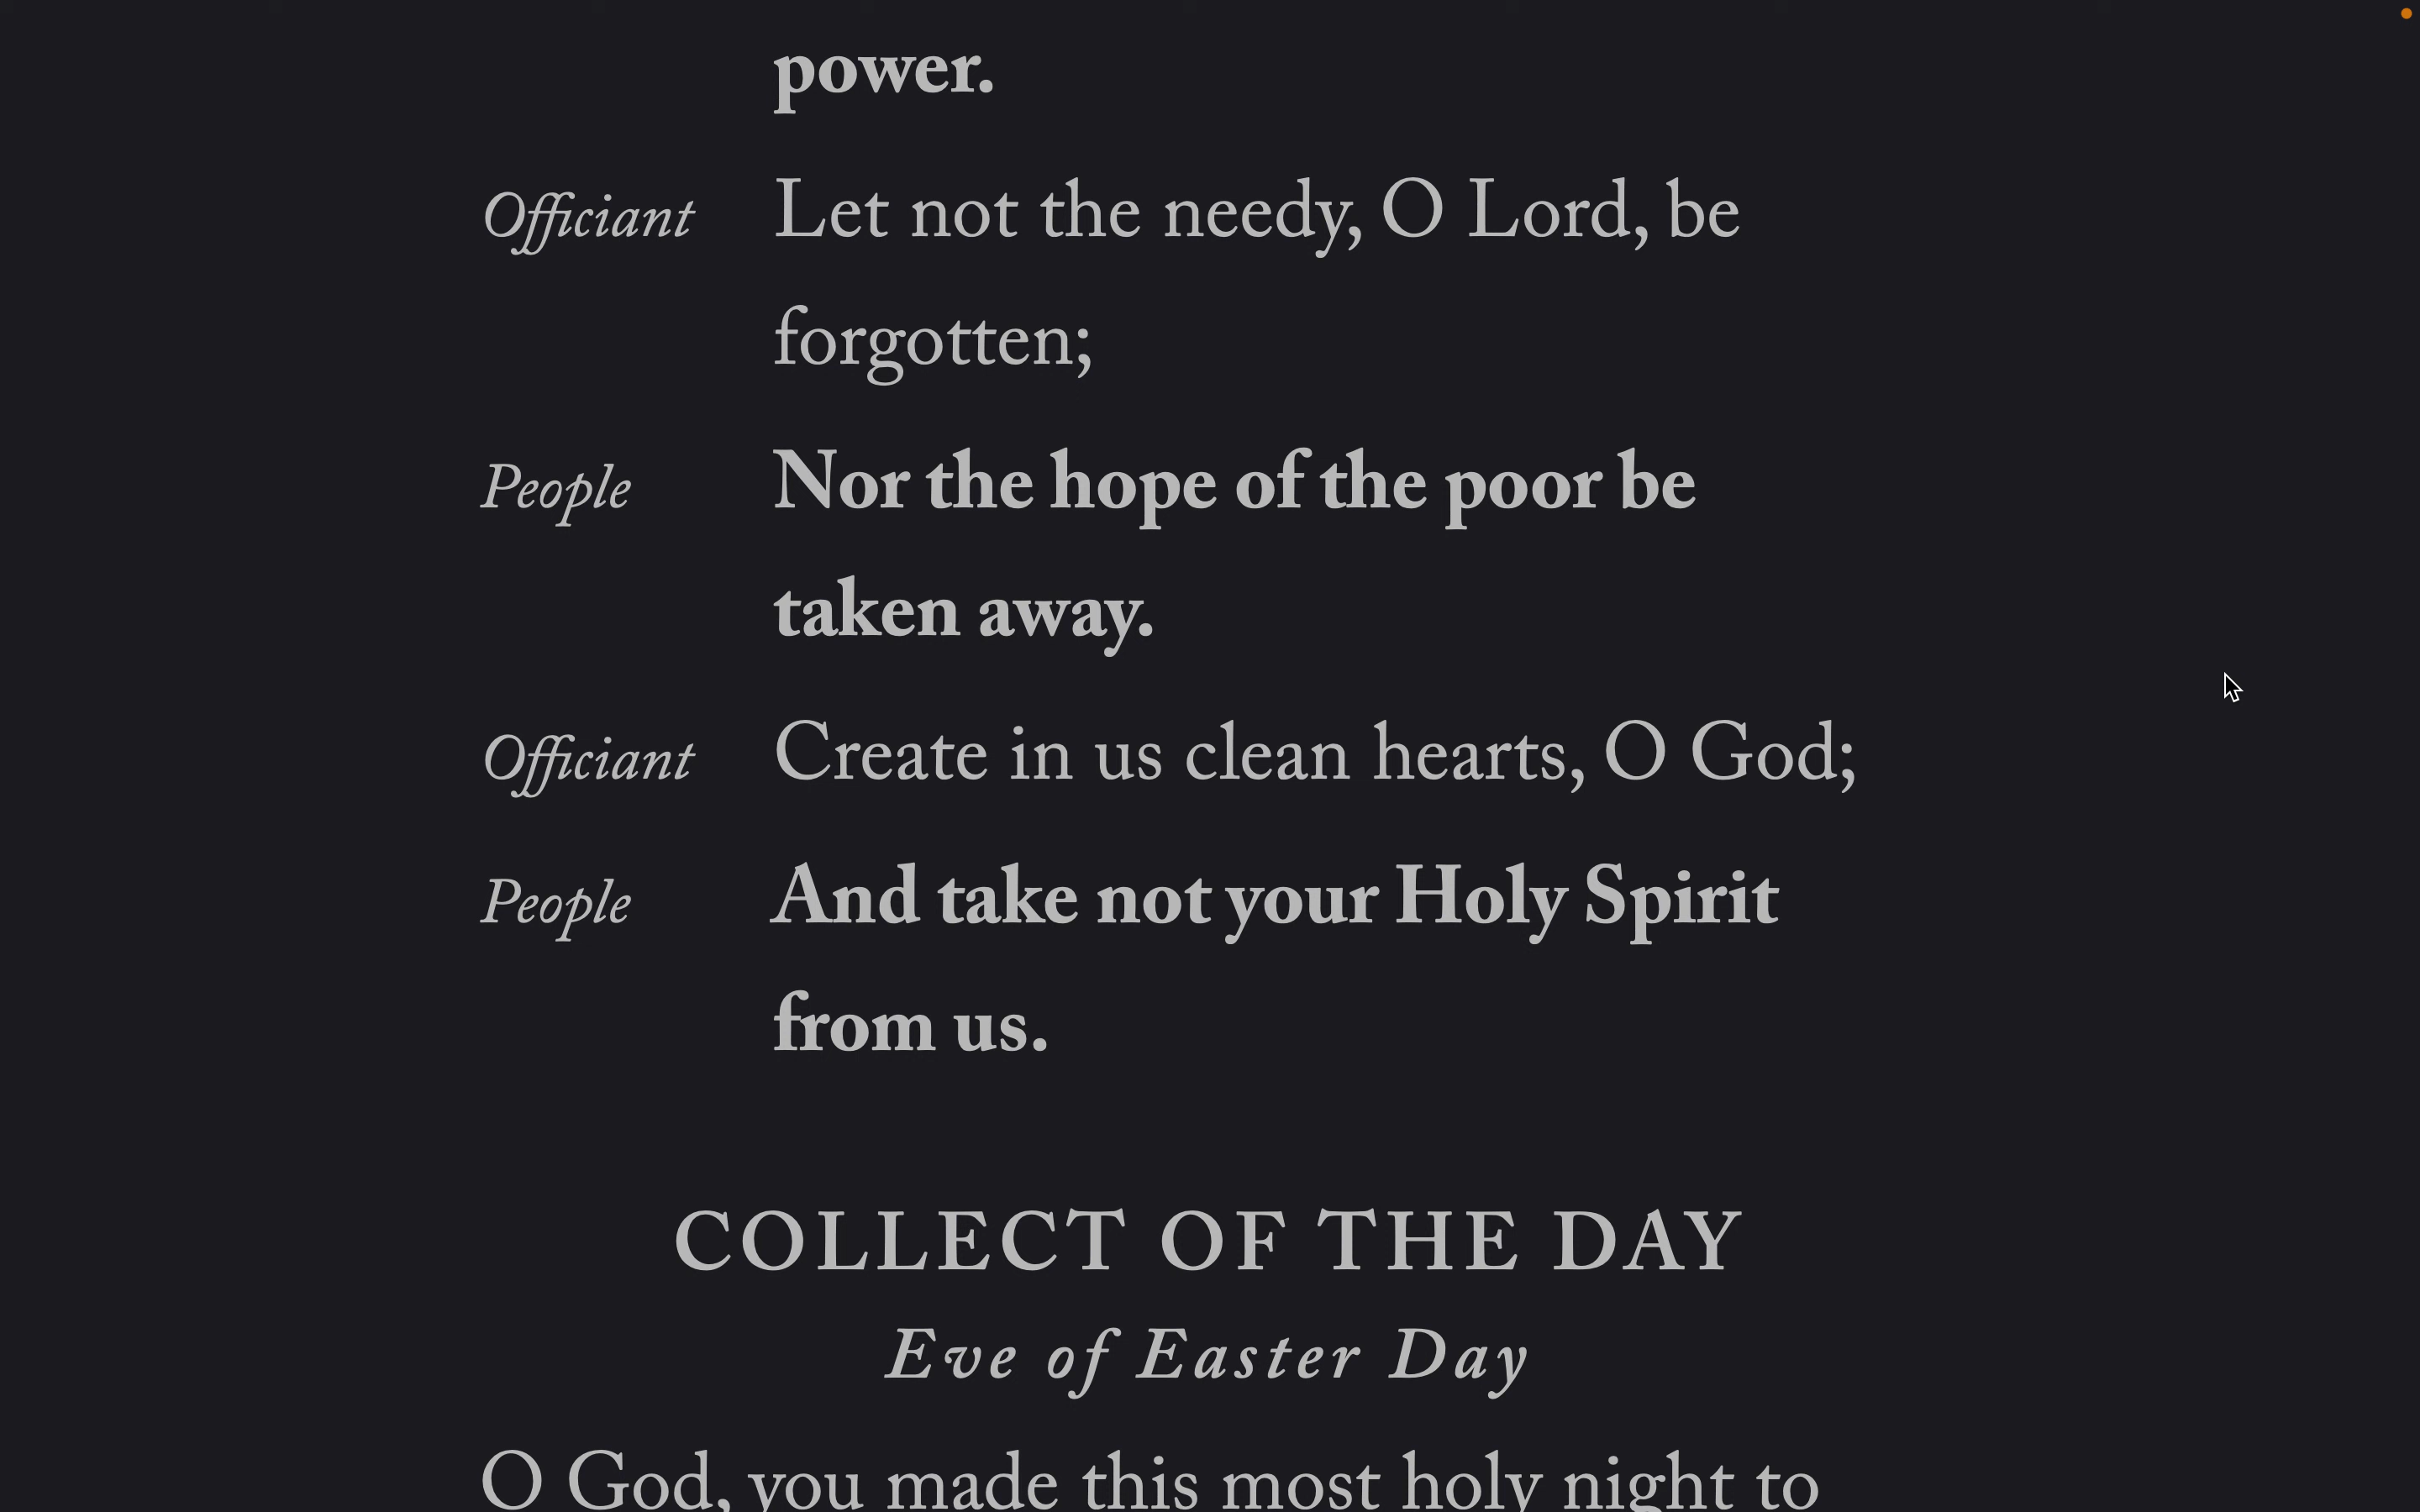 power.
Officiant Let not the needy, O Lord, be
forgotten;
People Nor the hope of the poor be
taken away.
Officiant Create in us clean hearts, O God;
People And take not your Holy Spirit
from us.
COLLECT OF THE DAY
Eve of Easter Day
O God, you made this most holy night to